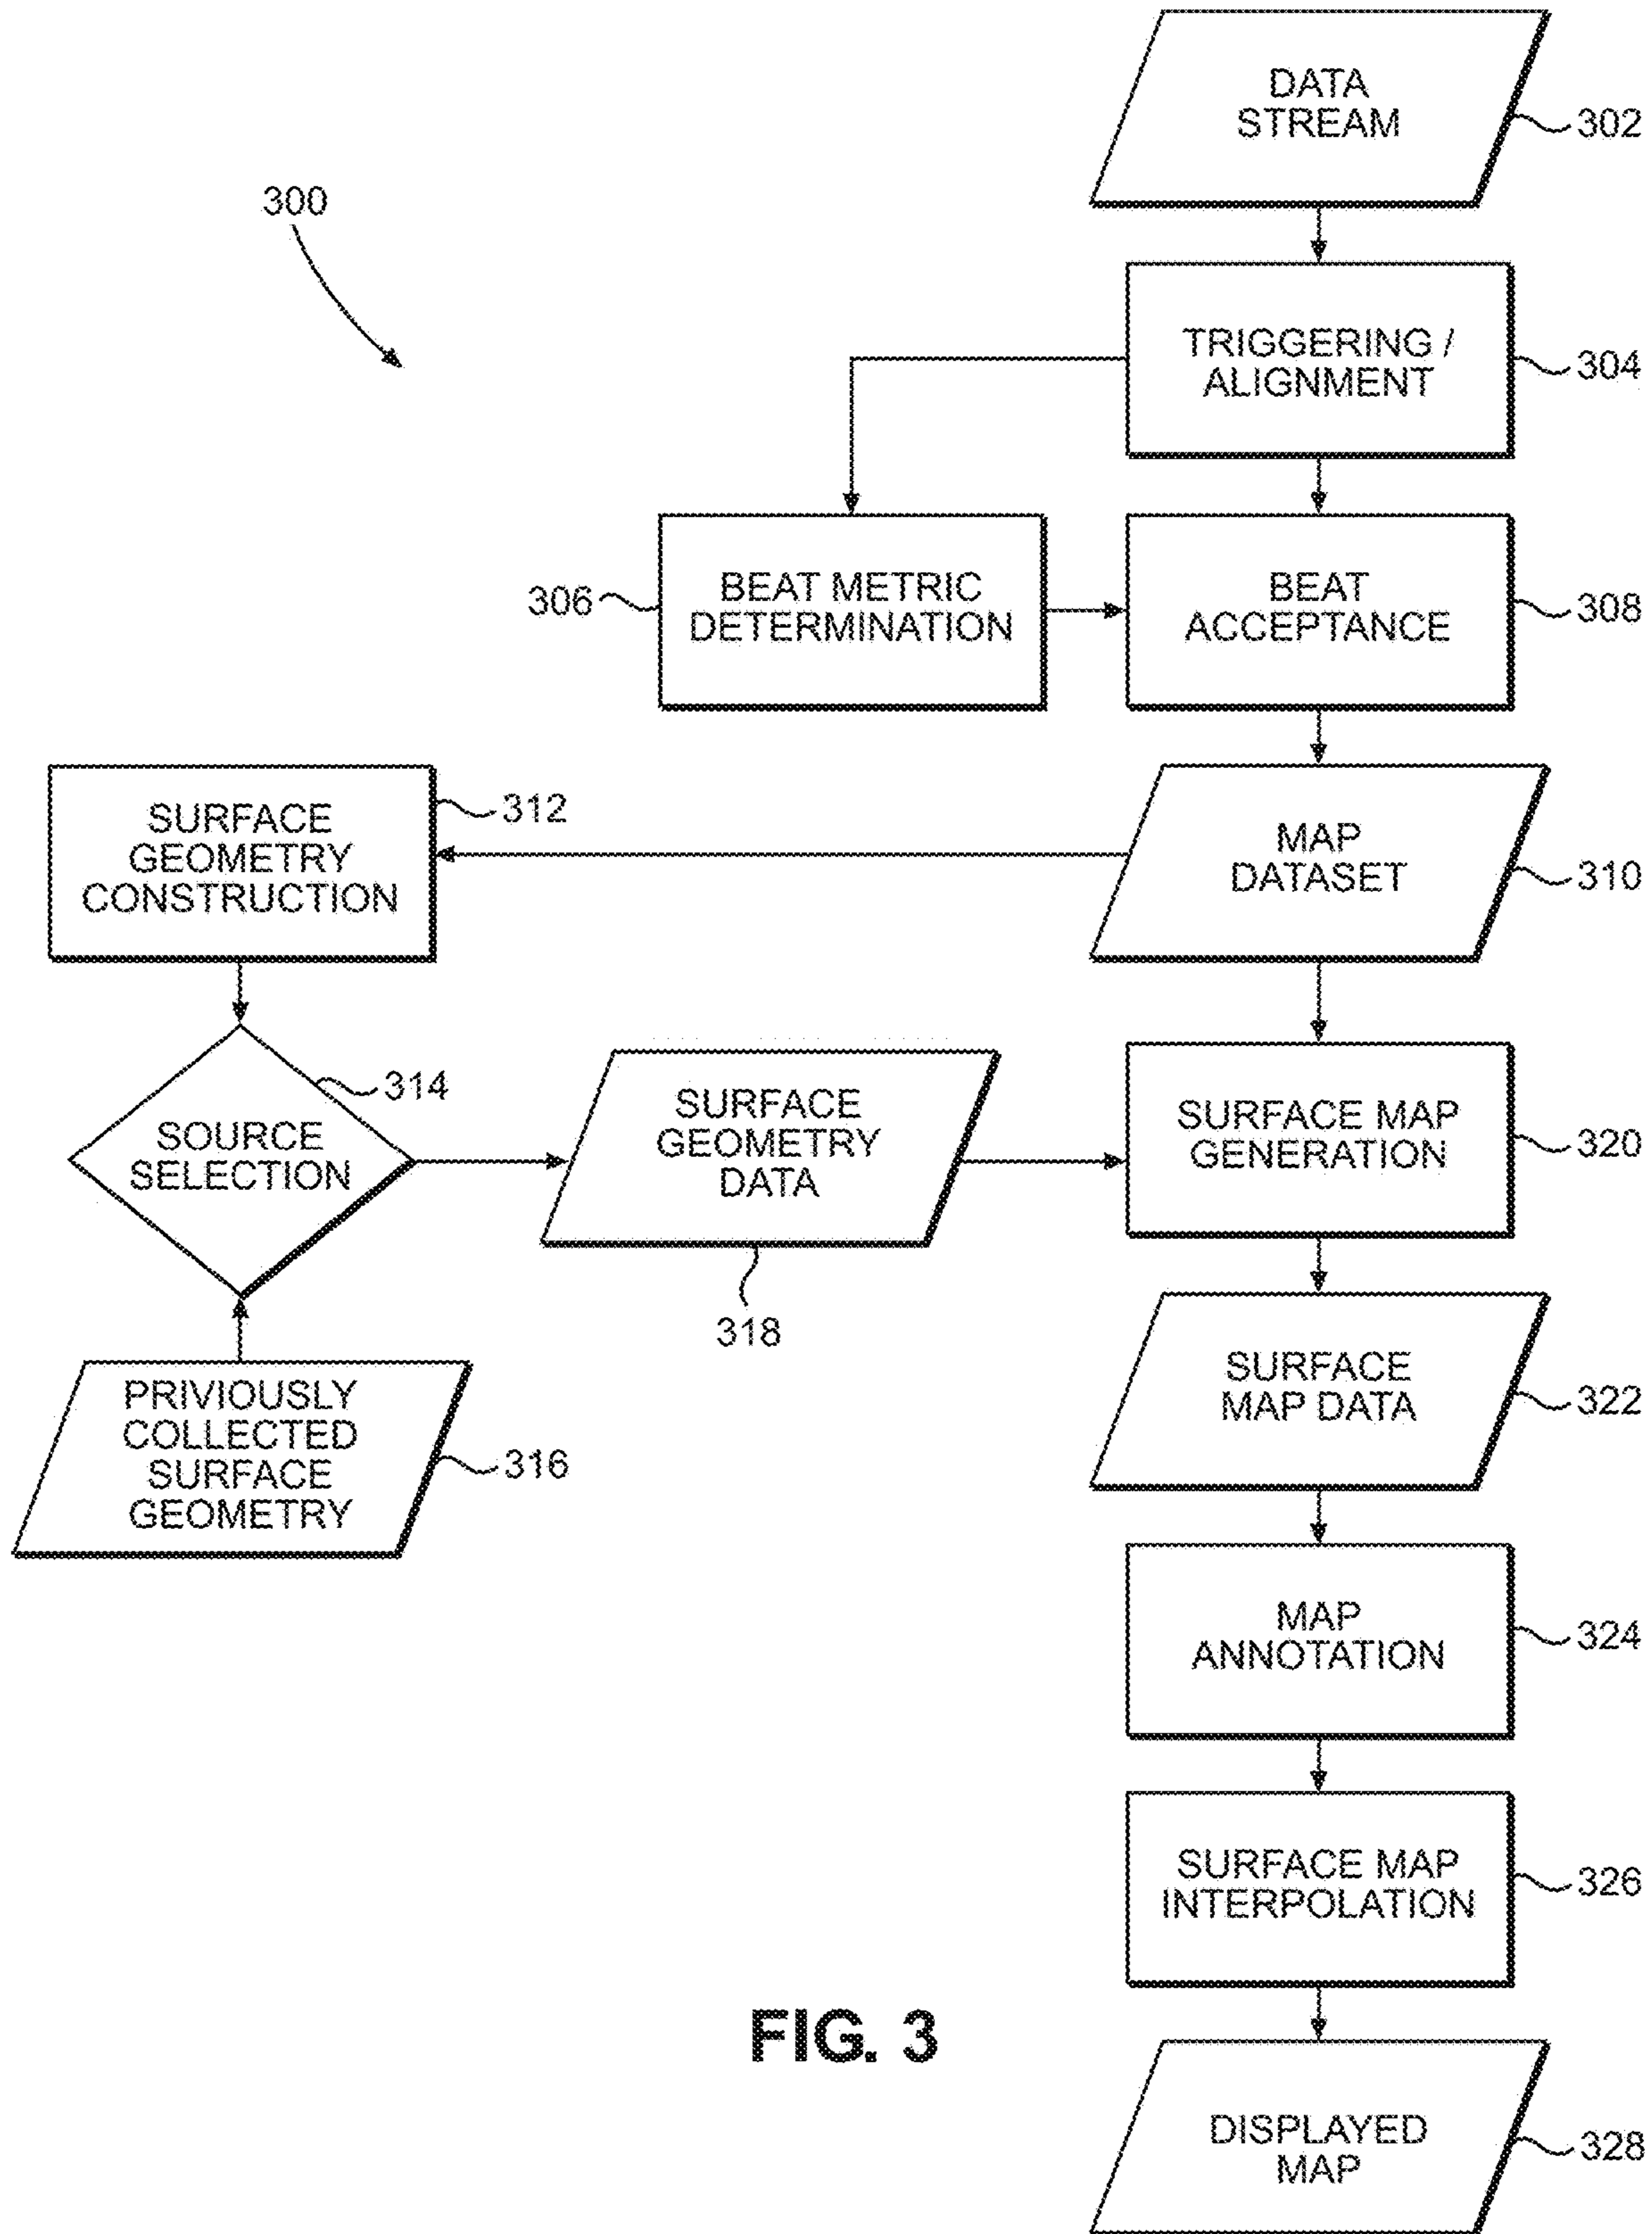 DATA
STREAM
302
300
TRIGGERING /
ALIGNMENT
304
306
BEAT METRIC
DETERMINATION
BEAT
ACCEPTANCE
308
SURFACE
GEOMETRY
CONSTRUCTION
312
MAP
DATASET
310
314
SOURCE
SELECTION
SURFACE
GEOMETRY
DATA
318
SURFACE MAP
GENERATION
320
PRIVIOUSLY
COLLECTED
SURFACE
GEOMETRY
316
SURFACE
MAP DATA
322
MAP
ANNOTATION
324
SURFACE MAP
INTERPOLATION
326
FIG. 3
DISPLAYED
MAP
328